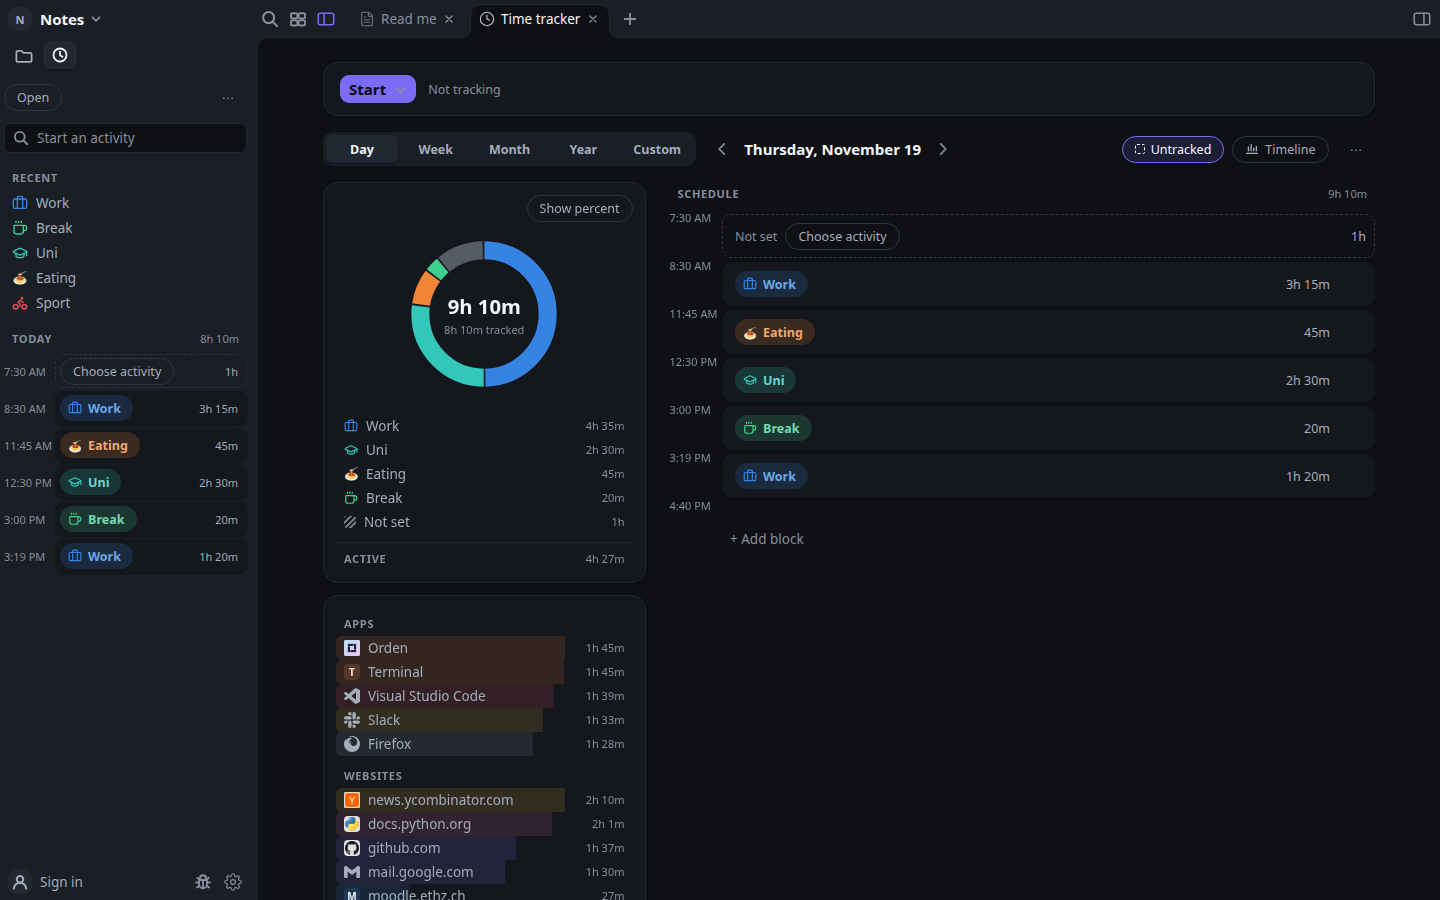 N Notes
Read me
Time tracker
Open
Start an activity
RECENT
Work
Break
Uni
Eating
Sport
TODAY 8h 10m
7:30 AM Choose activity 1h
8:30 AM Work 3h 15m
11:45 AM Eating 45m
12:30 PM Uni 2h 30m
3:00 PM Break 20m
3:19 PM Work 1h 20m
Sign in
Start Not tracking
Day Week Month Year Custom
Thursday, November 19
Untracked Timeline
Show percent
9h 10m
8h 10m tracked
Work 4h 35m
Uni 2h 30m
Eating 45m
Break 20m
Not set 1h
ACTIVE 4h 27m
APPS
Orden 1h 45m
T Terminal 1h 45m
Visual Studio Code 1h 39m
Slack 1h 33m
Firefox 1h 28m
WEBSITES
Y news.ycombinator.com 2h 10m
docs.python.org 2h 1m
github.com 1h 37m
mail.google.com 1h 30m
M moodle.ethz.ch 27m
SCHEDULE 9h 10m
7:30 AM
Not set Choose activity 1h
8:30 AM
Work 3h 15m
11:45 AM
Eating 45m
12:30 PM
Uni 2h 30m
3:00 PM
Break 20m
3:19 PM
Work 1h 20m
4:40 PM
+ Add block